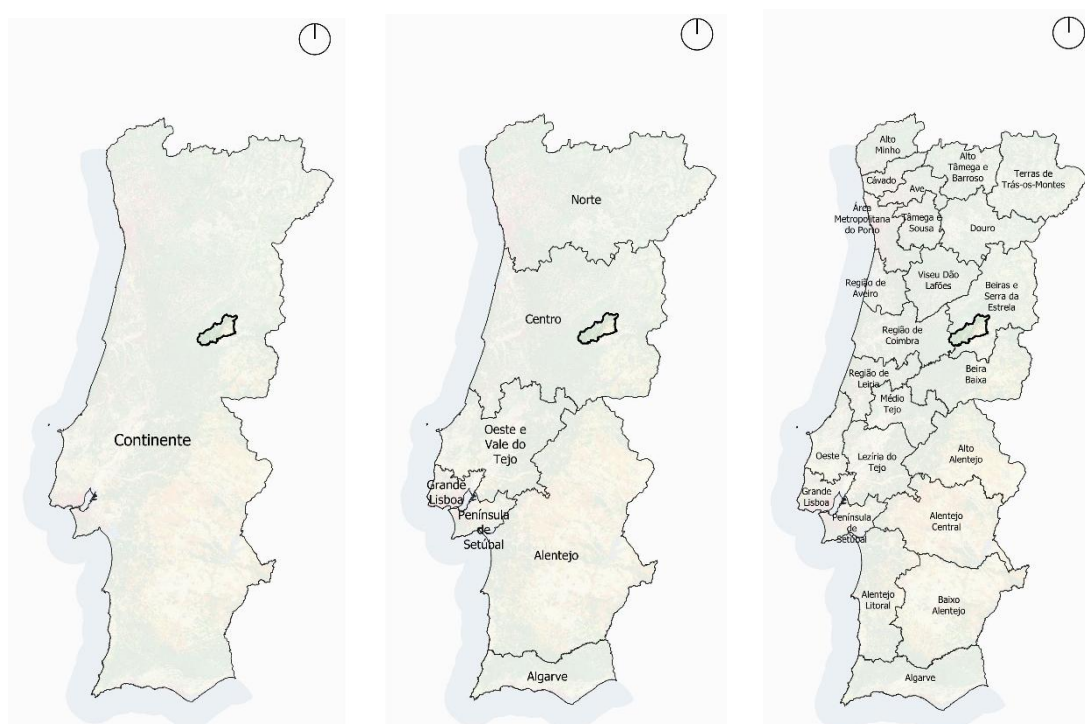 Continente
Norte
Centro
Oeste e
Vale do
Tejo
Grande
Lisboa
Península
de
Setúbal
Alentejo
Algarve
Alto
Minho
Alto
Tâmega e
Barroso
Terras de
Trás-os-Montes
Cávado
Ave
Área
Metropolitana
do Porto
Tâmega e
Sousa
Douro
Viseu Dão
Lafões
Região de
Aveiro
Beiras e
Serra da
Estrela
Região de
Coimbra
Região de
Leiria
Beira
Baixa
Médio
Tejo
Oeste
Lezíria do
Tejo
Alto
Alentejo
Grande
Lisboa
Península
de
Setúbal
Alentejo
Central
Alentejo
Litoral
Baixo
Alentejo
Algarve